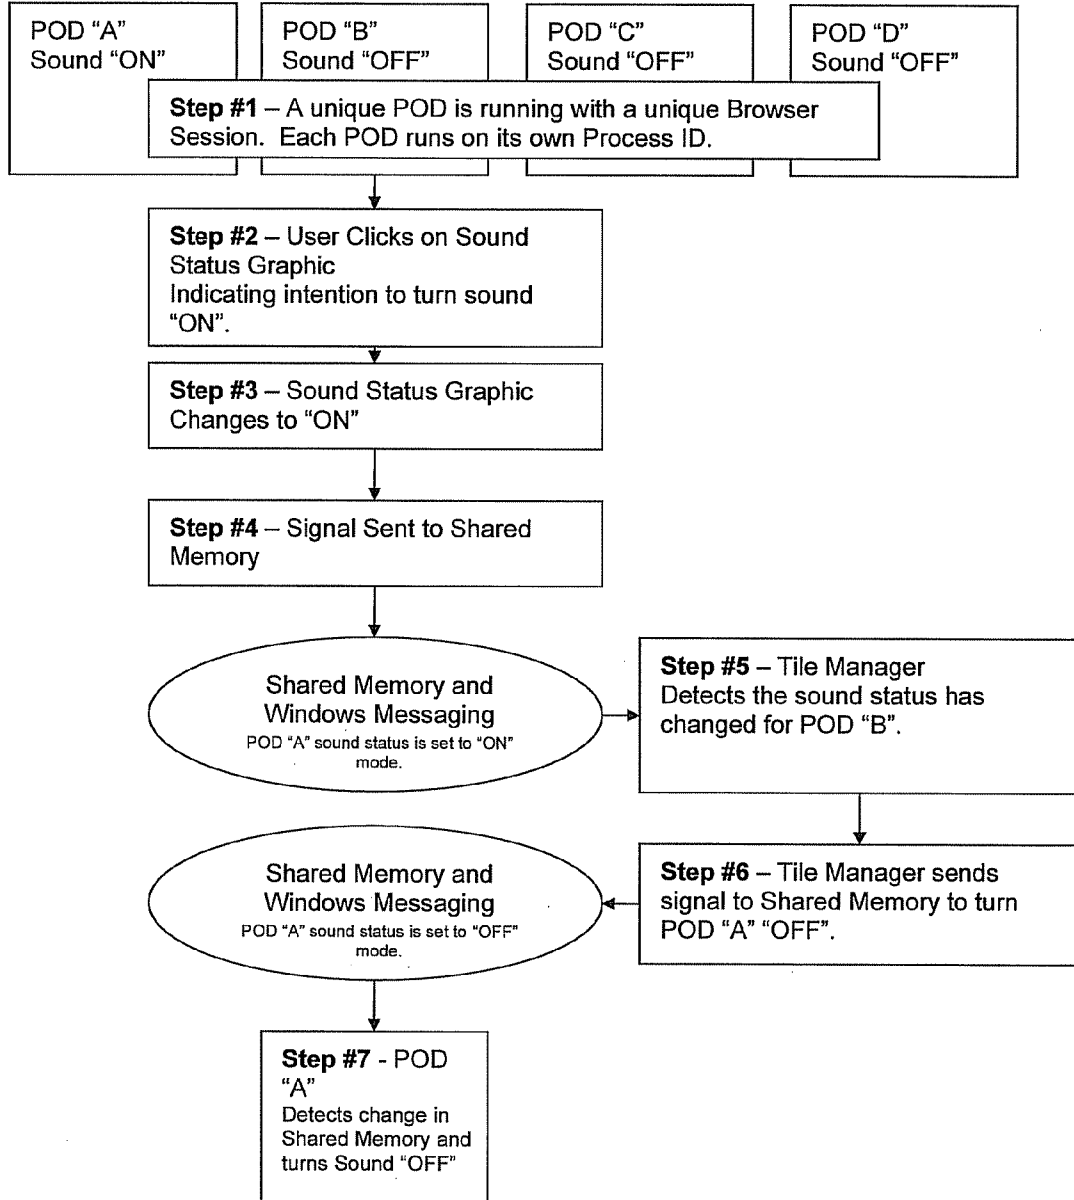 POD “A”
Sound “ON”
POD “B”
Sound “OFF”
POD “C”
Sound “OFF”
POD “D”
Sound “OFF”
Step #1 – A unique POD is running with a unique Browser
Session. Each POD runs on its own Process ID.
Step #2 – User Clicks on Sound
Status Graphic
Indicating intention to turn sound
“ON”.
Step #3 – Sound Status Graphic
Changes to “ON”
Step #4 – Signal Sent to Shared
Memory
Shared Memory and
Windows Messaging
POD “A” sound status is set to “ON”
mode.
Step #5 – Tile Manager
Detects the sound status has
changed for POD “B”.
Step #6 – Tile Manager sends
signal to Shared Memory to turn
POD “A” “OFF”.
Shared Memory and
Windows Messaging
POD “A” sound status is set to “OFF”
mode.
Step #7 - POD
“A”
Detects change in
Shared Memory and
turns Sound “OFF”